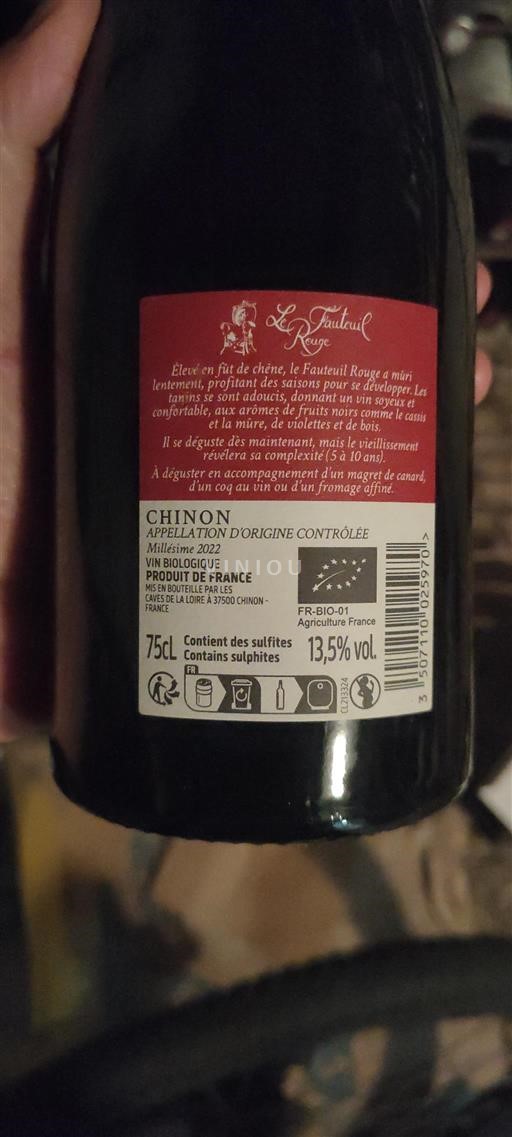 Le Fauteuil
Rouge
Élevé en fût de chêne, le Fauteuil Rouge a mûri
lentement, profitant des saisons pour se développer. Les
tanins se sont adoucis, donnant un vin soyeux et
confortable, aux arômes de fruits noirs comme le cassis
et la mûre, de violettes et de bois.
Il se déguste dès maintenant, mais le vieillissement
révélera sa complexité (5 à 10 ans).
À déguster en accompagnement d'un magret de canard,
d'un coq au vin ou d'un fromage affiné.
CHINON
APPELLATION D'ORIGINE CONTRÔLÉE
Millésime 2022
VIN BIOLOGIQUE
VINIOU
PRODUIT DE FRANCE
MIS EN BOUTEILLE PAR LES
CAVES DE LA LOIRE À 37500 CHINON -
FRANCE
FR-BIO-01
Agriculture France
75cL
Contient des sulfites
Contains sulphites
13,5% vol.
FR
CL213324
3 507110 025970 >